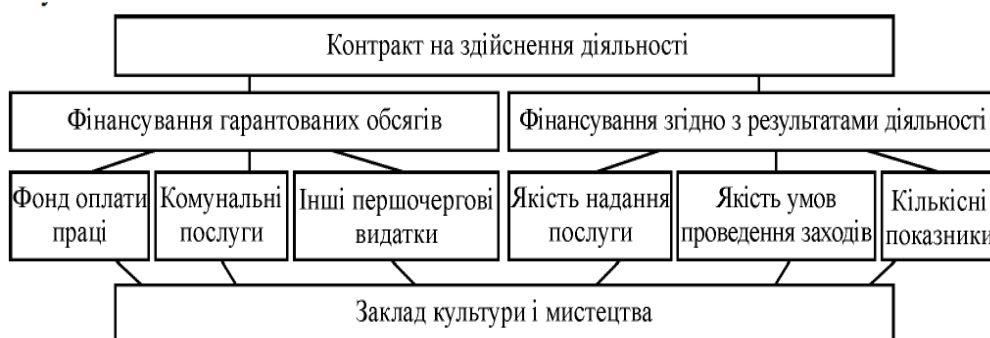 Контракт на здійснення діяльності
Фінансування гарантованих обсягів
Фінансування згідно з результатами діяльності
Фонд оплати
праці
Комунальні
послуги
Інші першочергові
видатки
Якість надання
послуги
Якість умов
проведення заходів
Кількісні
показники
Заклад культури і мистецтва